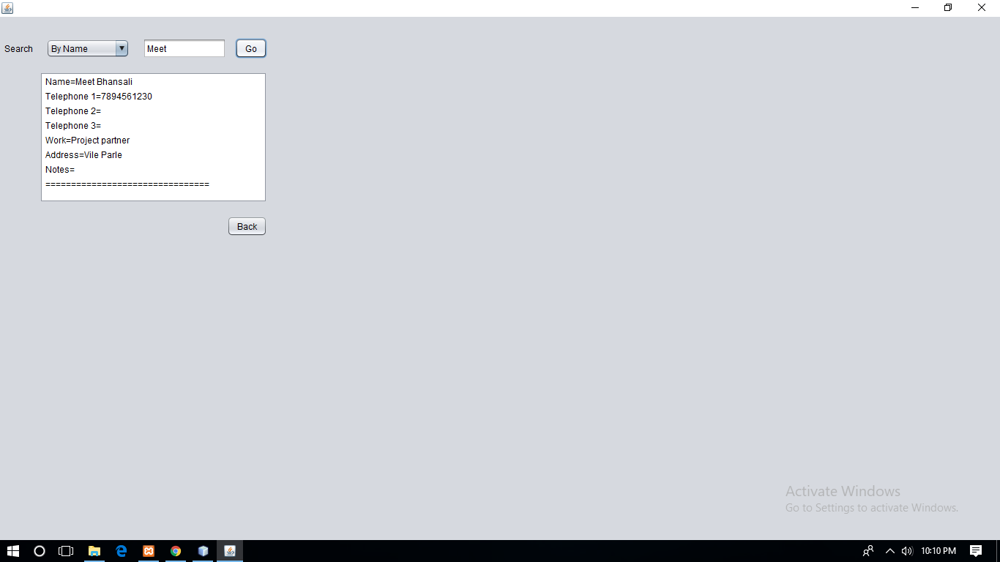 Search By Name Meet Go
Name=Meet Bhansali
Telephone 1=7894561230
Telephone 2=
Telephone 3=
Work=Project partner
Address=Vile Parle
Notes=
================================
Back
Activate Windows
Go to Settings to activate Windows.
10:10 PM